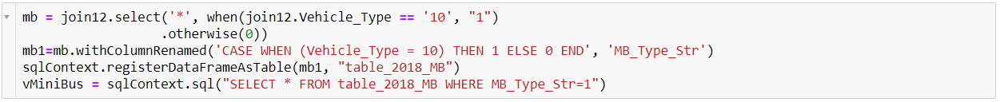 mb = join12.select('*', when(join12.Vehicle_Type == '10', "1")
.otherwise(0))
mb1=mb.withColumnRenamed('CASE WHEN (Vehicle_Type = 10) THEN 1 ELSE 0 END', 'MB_Type_Str')
sqlContext.registerDataFrameAsTable(mb1, "table_2018_MB")
vMiniBus = sqlContext.sql("SELECT * FROM table_2018_MB WHERE MB_Type_Str=1")